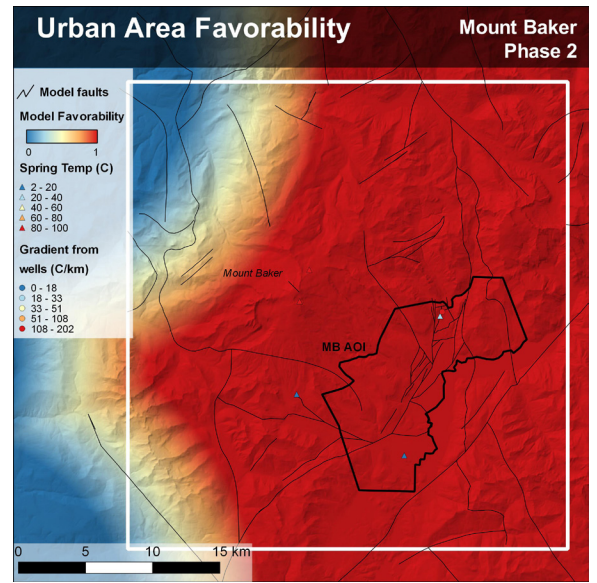 Urban Area Favorability
Mount Baker
Phase 2
Model faults
Model Favorability
0 1
Spring Temp (C)
2 - 20
20 - 40
40 - 60
60 - 80
80 - 100
Gradient from
wells (C/km)
0 - 18
18 - 33
33 - 51
51 - 108
108 - 202
Mount Baker
MB AOI
0 5 10 15 km